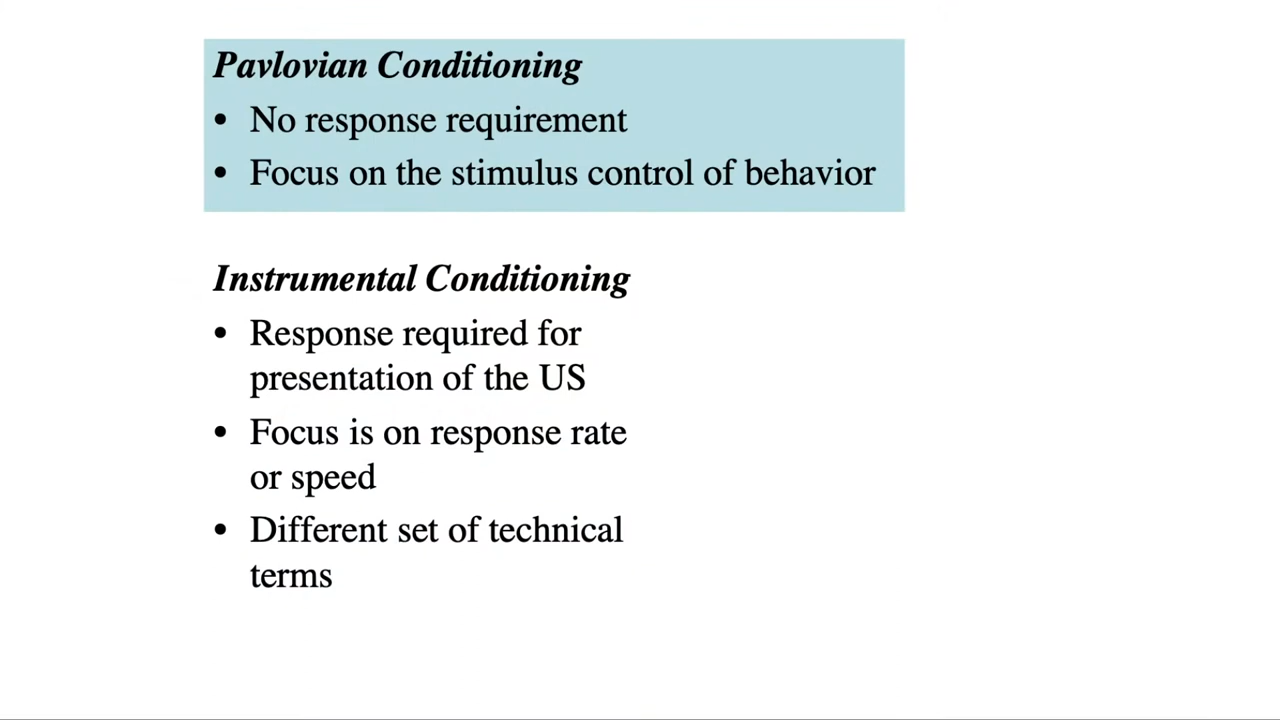 Pavlovian Conditioning
• No response requirement
• Focus on the stimulus control of behavior
Instrumental Conditioning
• Response required for
presentation of the US
• Focus is on response rate
or speed
• Different set of technical
terms